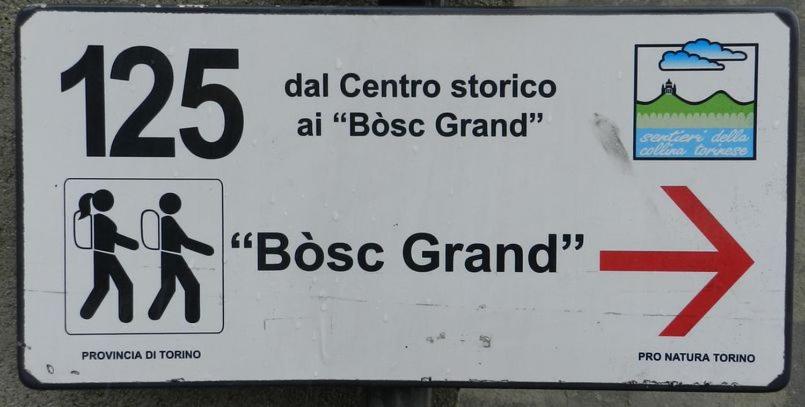 125
dal Centro storico
ai “Bòsc Grand”
sentieri della
collina torinese
“Bòsc Grand”
PROVINCIA DI TORINO
PRO NATURA TORINO